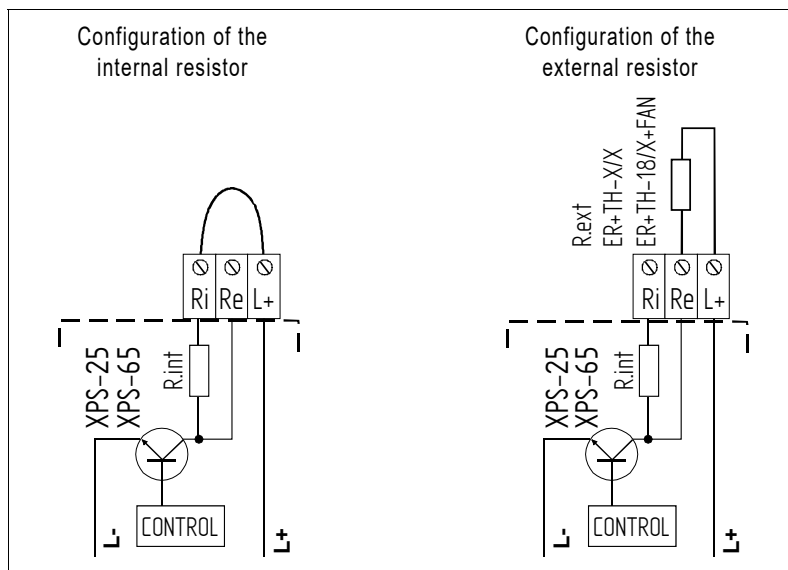 Configuration of the
internal resistor
Ri Re L+
XPS-25
XPS-65
R.int
CONTROL
L-
L+
Configuration of the
external resistor
R.ext
ER+TH-X/X
ER+TH-18/X+FAN
Ri Re L+
XPS-25
XPS-65
R.int
CONTROL
L-
L+